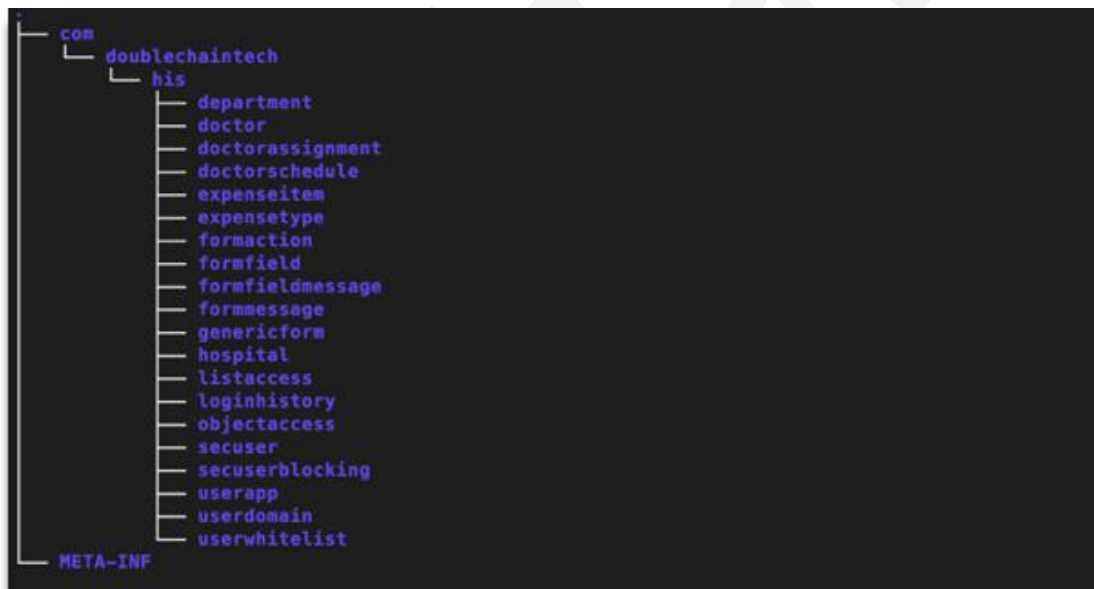 .
├── com
│   └── doublechaintech
│       └── his
│           ├── department
│           ├── doctor
│           ├── doctorassignment
│           ├── doctorschedule
│           ├── expenseitem
│           ├── expensetype
│           ├── formaction
│           ├── formfield
│           ├── formfieldmessage
│           ├── formmessage
│           ├── genericform
│           ├── hospital
│           ├── listaccess
│           ├── loginhistory
│           ├── objectaccess
│           ├── secuser
│           ├── secuserblocking
│           ├── userapp
│           ├── userdomain
│           └── userwhitelist
└── META-INF